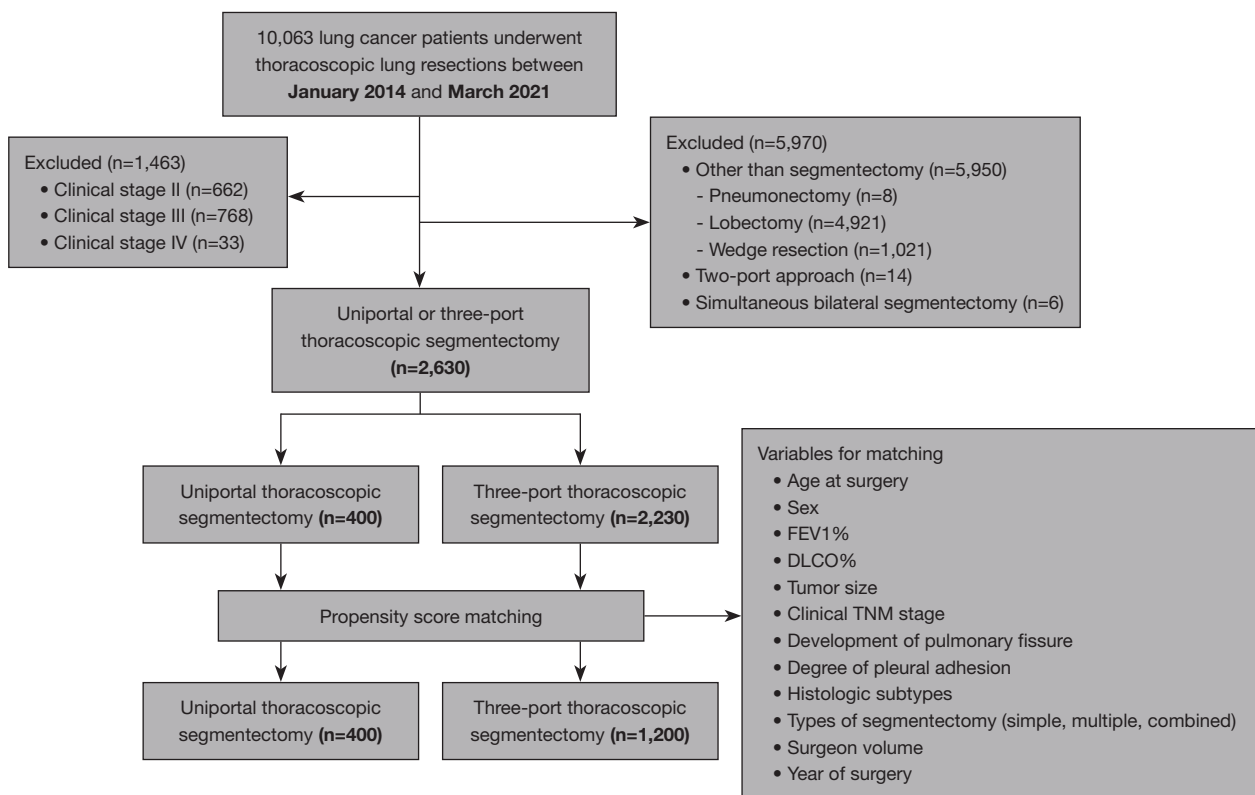 10,063 lung cancer patients underwent
thoracoscopic lung resections between
January 2014 and March 2021
Excluded (n=1,463)
• Clinical stage II (n=662)
• Clinical stage III (n=768)
• Clinical stage IV (n=33)
Excluded (n=5,970)
• Other than segmentectomy (n=5,950)
- Pneumonectomy (n=8)
- Lobectomy (n=4,921)
- Wedge resection (n=1,021)
• Two-port approach (n=14)
• Simultaneous bilateral segmentectomy (n=6)
Uniportal or three-port
thoracoscopic segmentectomy
(n=2,630)
Uniportal thoracoscopic
segmentectomy (n=400)
Three-port thoracoscopic
segmentectomy (n=2,230)
Propensity score matching
Variables for matching
• Age at surgery
• Sex
• FEV1%
• DLCO%
• Tumor size
• Clinical TNM stage
• Development of pulmonary fissure
• Degree of pleural adhesion
• Histologic subtypes
• Types of segmentectomy (simple, multiple, combined)
• Surgeon volume
• Year of surgery
Uniportal thoracoscopic
segmentectomy (n=400)
Three-port thoracoscopic
segmentectomy (n=1,200)